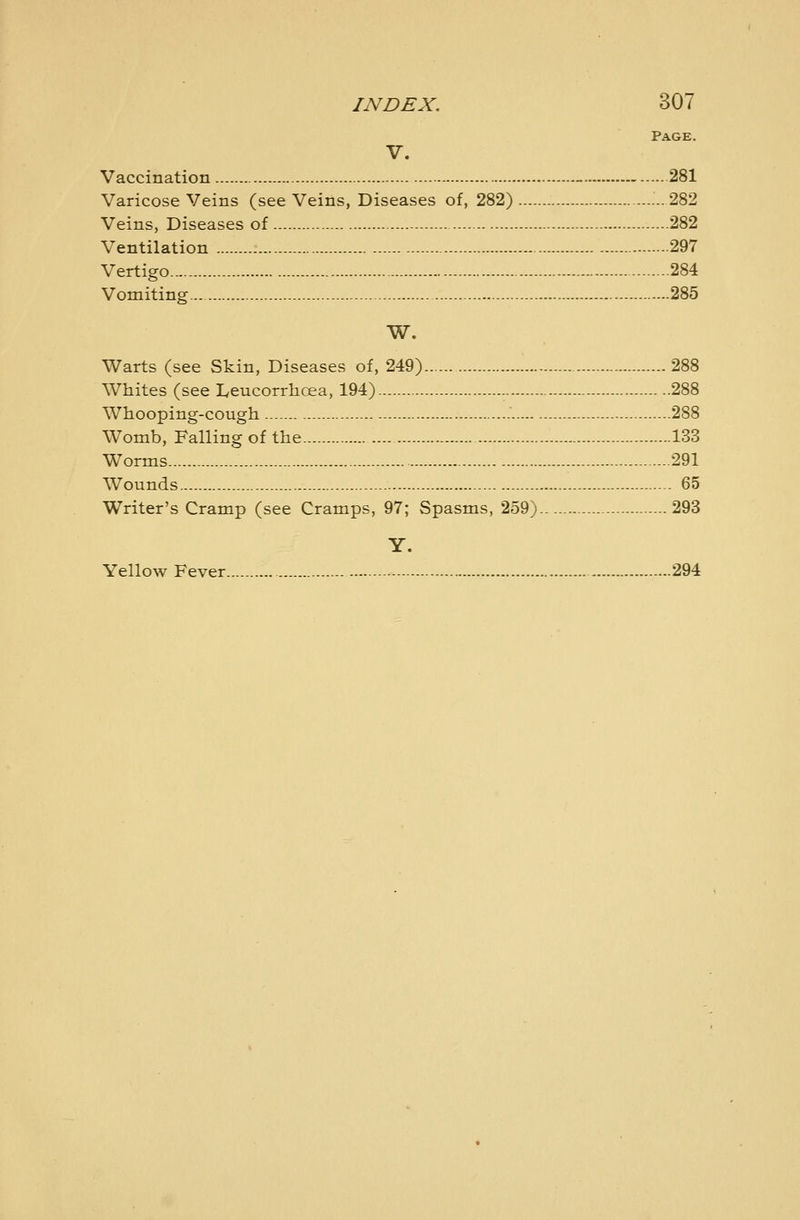 INDEX. 307
PAGE.
V.
Vaccination 281
Varicose Veins (see Veins, Diseases of, 282) 282
Veins, Diseases of 282
Ventilation 297
Vertigo 284
Vomiting 285
W.
Warts (see Skin, Diseases of, 249) 288
Whites (see Leucorrhœa, 194) 288
Whooping-cough 288
Womb, Falling of the 133
Worms 291
Wounds 65
Writer's Cramp (see Cramps, 97; Spasms, 259) 293
Y.
Yellow Fever 294